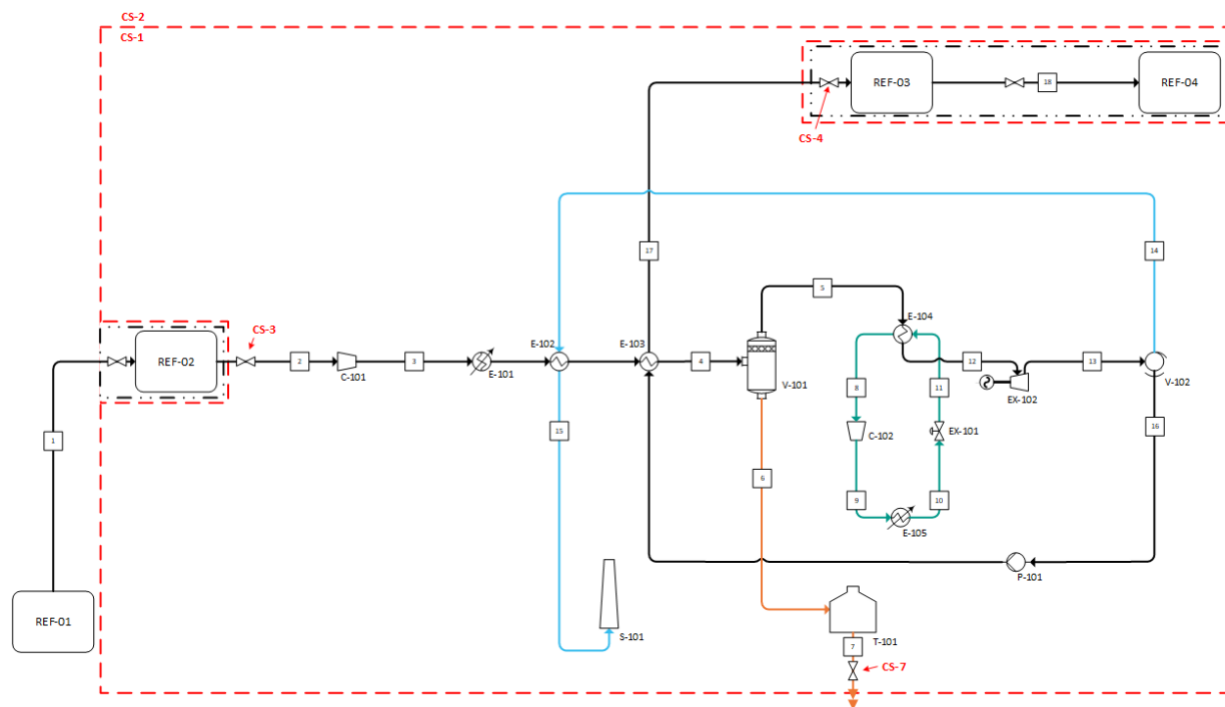 CS-2
CS-1
REF-03
18
REF-04
CS-4
17
14
5
E-104
CS-3
E-102
E-103
REF-02
2
C-101
3
E-101
4
V-101
12
13
EX-102
V-102
8
11
15
1
C-102
EX-101
16
6
9
10
E-105
P-101
REF-01
S-101
T-101
7
CS-7